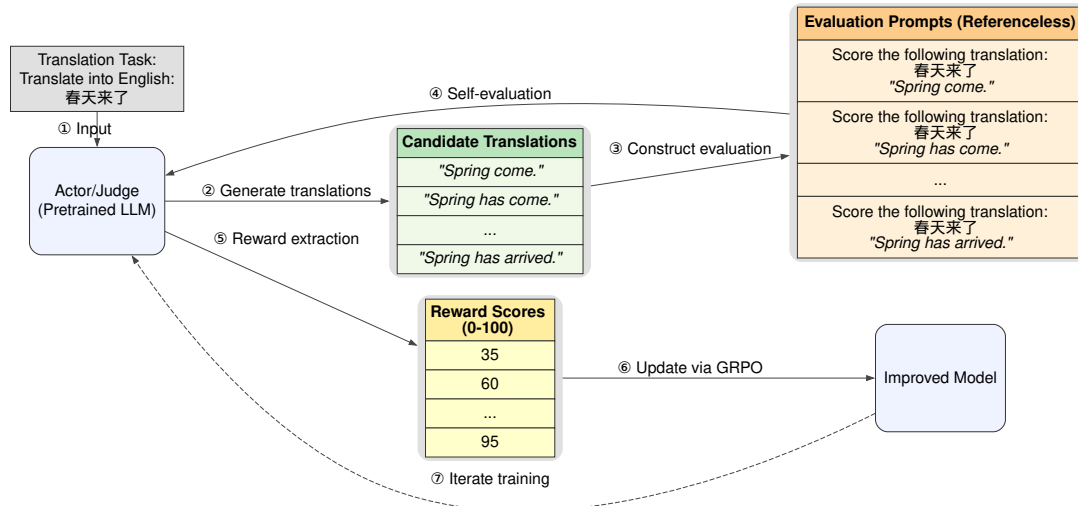 Translation Task:
Translate into English:
春天来了
① Input
Actor/Judge
(Pretrained LLM)
② Generate translations
Candidate Translations
"Spring come."
"Spring has come."
...
"Spring has arrived."
③ Construct evaluation
Evaluation Prompts (Referenceless)
Score the following translation:
春天来了
"Spring come."
Score the following translation:
春天来了
"Spring has come."
...
Score the following translation:
春天来了
"Spring has arrived."
④ Self-evaluation
⑤ Reward extraction
Reward Scores
(0-100)
35
60
...
95
⑥ Update via GRPO
Improved Model
⑦ Iterate training